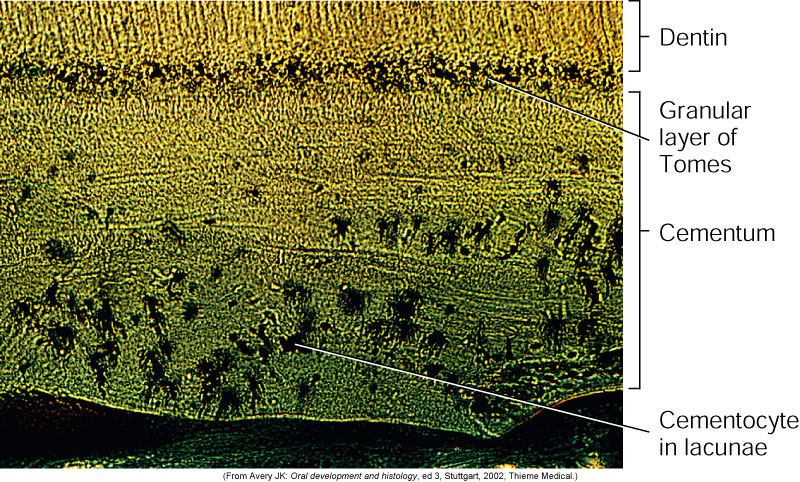 Dentin
Granular
layer of
Tomes
Cementum
Cementocyte
in lacunae
(From Avery JK: Oral development and histology, ed 3, Stuttgart, 2002, Thieme Medical.)